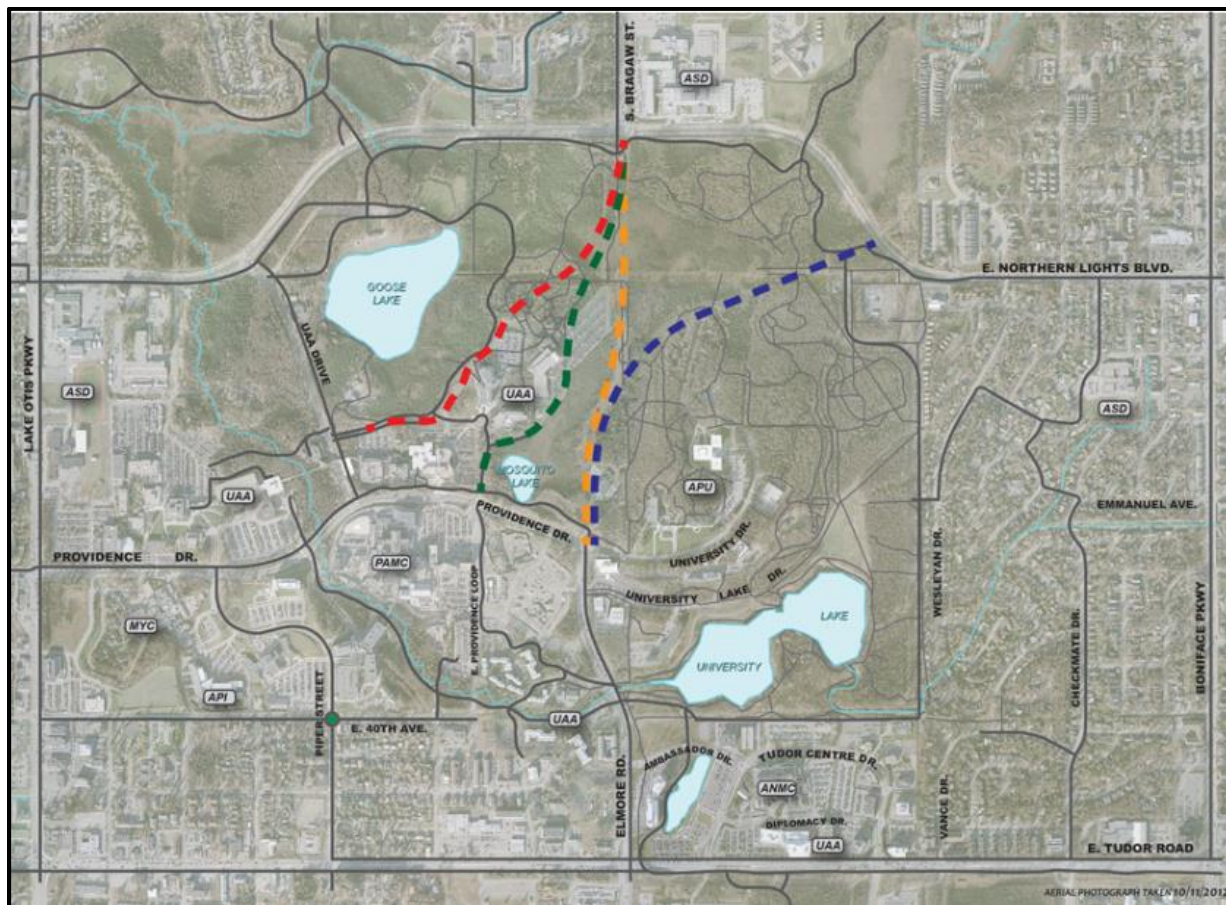 S. BRAGAW ST.
ASD
GOOSE
LAKE
E. NORTHERN LIGHTS BLVD.
UAA DRIVE
LAKE OTIS PKWY
ASD
UAA
ASD
MOSQUITO
LAKE
UAA
APU
EMMANUEL AVE.
PROVIDENCE DR.
PROVIDENCE DR.
PAMC
UNIVERSITY DR.
UNIVERSITY LAKE DR.
WESLEYAN DR.
E. PROVIDENCE LOOP
MYC
LAKE
UNIVERSITY
CHECKMATE DR.
BONIFACE PKWY
API
PIPER STREET
E. 40TH AVE.
UAA
ELMORE RD.
AMBASSADOR DR.
TUDOR CENTRE DR.
ANMC
DIPLOMACY DR.
UAA
VANCE DR.
E. TUDOR ROAD
AERIAL PHOTOGRAPH TAKEN 10/11/2012